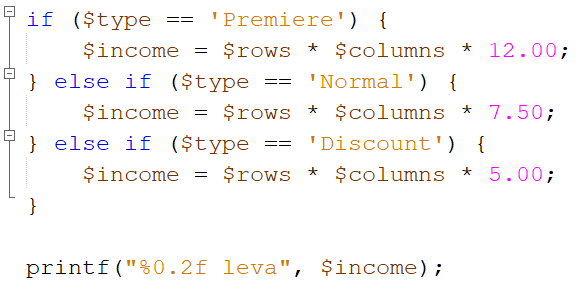 if ($type == 'Premiere') {
    $income = $rows * $columns * 12.00;
} else if ($type == 'Normal') {
    $income = $rows * $columns * 7.50;
} else if ($type == 'Discount') {
    $income = $rows * $columns * 5.00;
}
printf("%0.2f leva", $income);